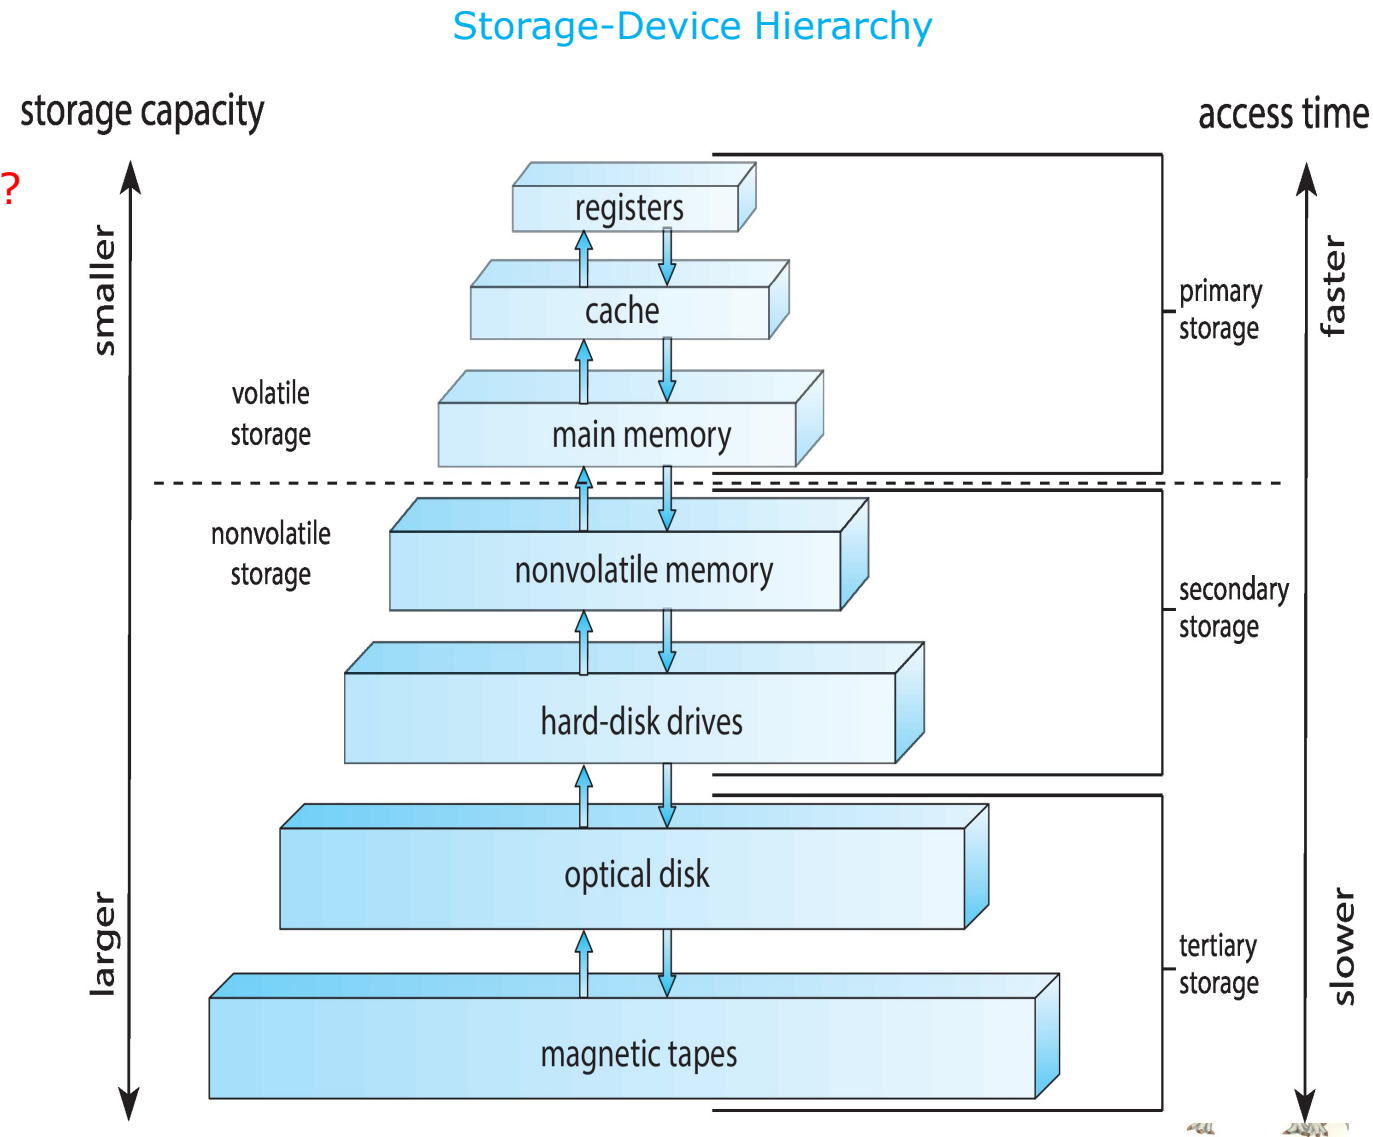 Storage-Device Hierarchy
storage capacity
access time
?
smaller
larger
volatile
storage
nonvolatile
storage
registers
cache
main memory
nonvolatile memory
hard-disk drives
optical disk
magnetic tapes
primary
storage
secondary
storage
tertiary
storage
faster
slower